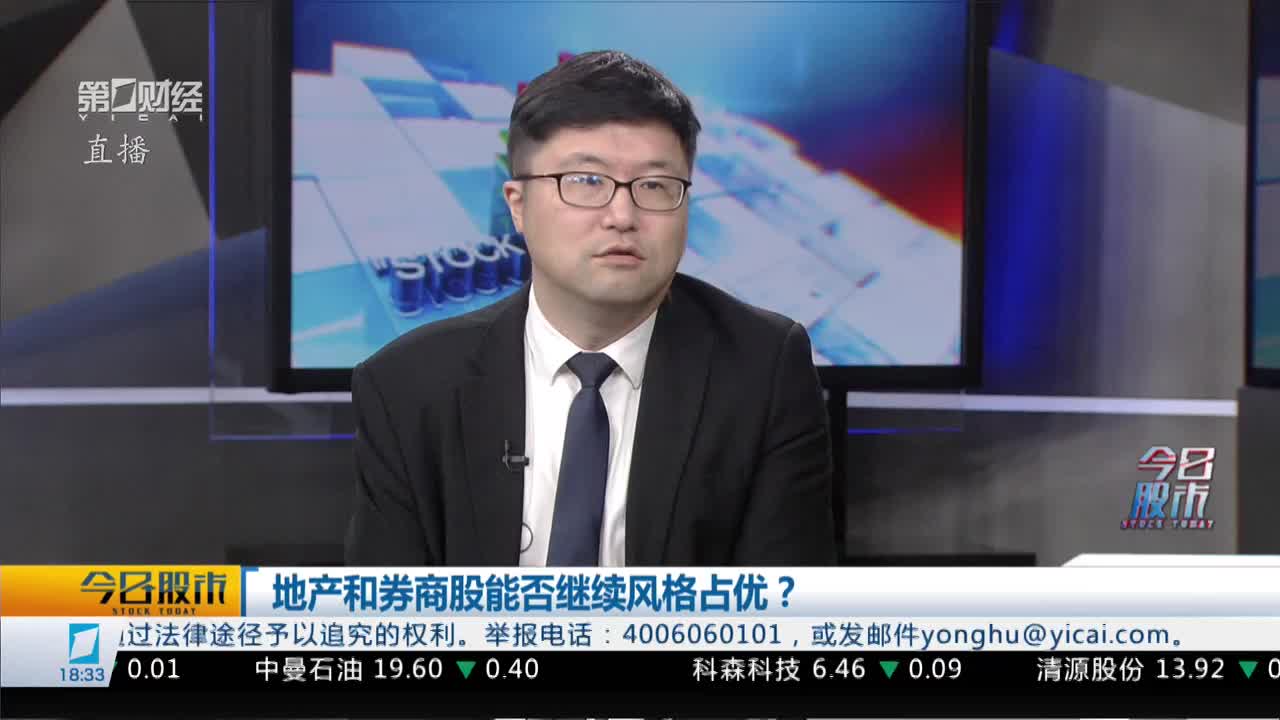 第一财经
YICAI
直播
"STOCK
今日
股市
STOCK TODAY
今日股市
STOCK TODAY
地产和券商股能否继续风格占优？
过法律途径予以追究的权利。举报电话：4006060101，或发邮件yonghu@yicai.com。
18:33
0.01 中曼石油 19.60 ▼ 0.40 科森科技 6.46 ▼ 0.09 清源股份 13.92 ▼ 0